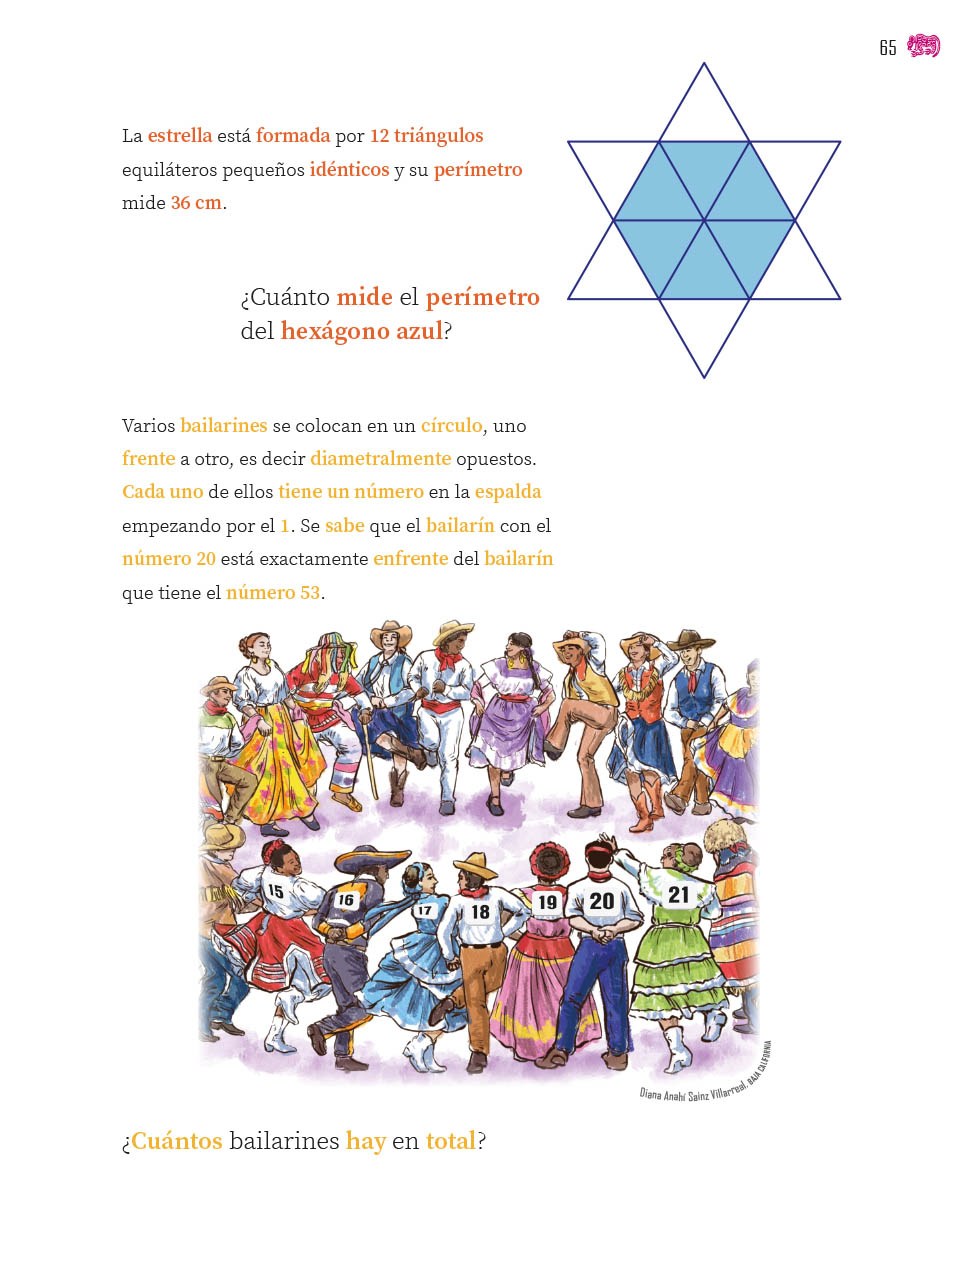 65
La estrella está formada por 12 triángulos
equiláteros pequeños idénticos y su perímetro
mide 36 cm.
¿Cuánto mide el perímetro
del hexágono azul?
Varios bailarines se colocan en un círculo, uno
frente a otro, es decir diametralmente opuestos.
Cada uno de ellos tiene un número en la espalda
empezando por el 1. Se sabe que el bailarín con el
número 20 está exactamente enfrente del bailarín
que tiene el número 53.
15
16
17
18
19
20
21
Diana Anahí Sainz Villarreal, BAJA CALIFORNIA
¿Cuántos bailarines hay en total?